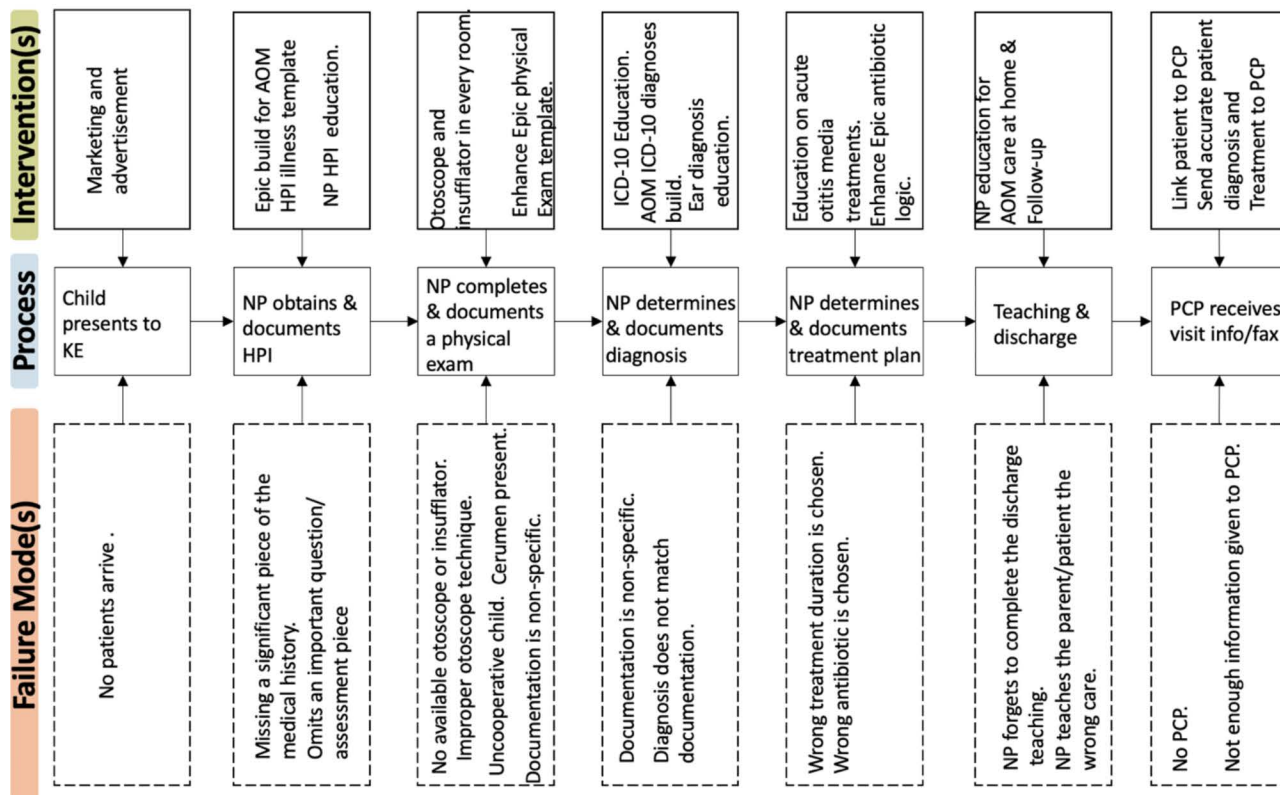 Intervention(s)
Marketing and
advertisement
Epic build for AOM
HPI illness template
NP HPI education.
Otoscope and
insufflator in every room.
Enhance Epic physical
Exam template.
ICD-10 Education.
AOM ICD-10 diagnoses
build.
Ear diagnosis
education.
Education on acute
otitis media
treatments.
Enhance Epic antibiotic
logic.
NP education for
AOM care at home &
Follow-up
Link patient to PCP
Send accurate patient
diagnosis and
Treatment to PCP
Process
Child
presents to
KE
NP obtains &
documents
HPI
NP completes
& documents
a physical
exam
NP determines
& documents
diagnosis
NP determines
& documents
treatment plan
Teaching &
discharge
PCP receives
visit info/fax
Failure Mode(s)
No patients arrive .
Missing a significant piece of the
medical history.
Omits an important question/
assessment piece
No available otoscope or insufflator.
Improper otoscope technique.
Uncooperative child. Cerumen present.
Documentation is non-specific.
Documentation is non-specific.
Diagnosis does not match
documentation.
Wrong treatment duration is chosen.
Wrong antibiotic is chosen.
NP forgets to complete the discharge
teaching.
NP teaches the parent/patient the
wrong care.
No PCP.
Not enough information given to PCP.